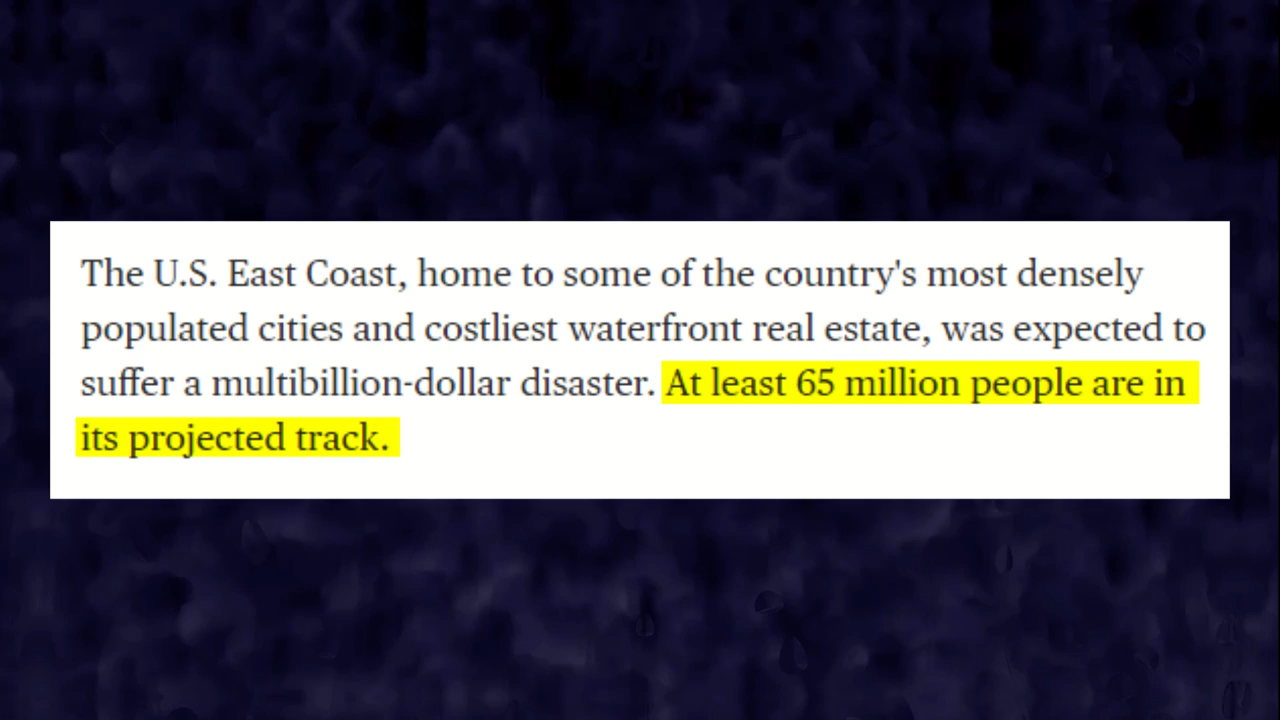 The U.S. East Coast, home to some of the country's most densely
populated cities and costliest waterfront real estate, was expected to
suffer a multibillion-dollar disaster. At least 65 million people are in
its projected track.